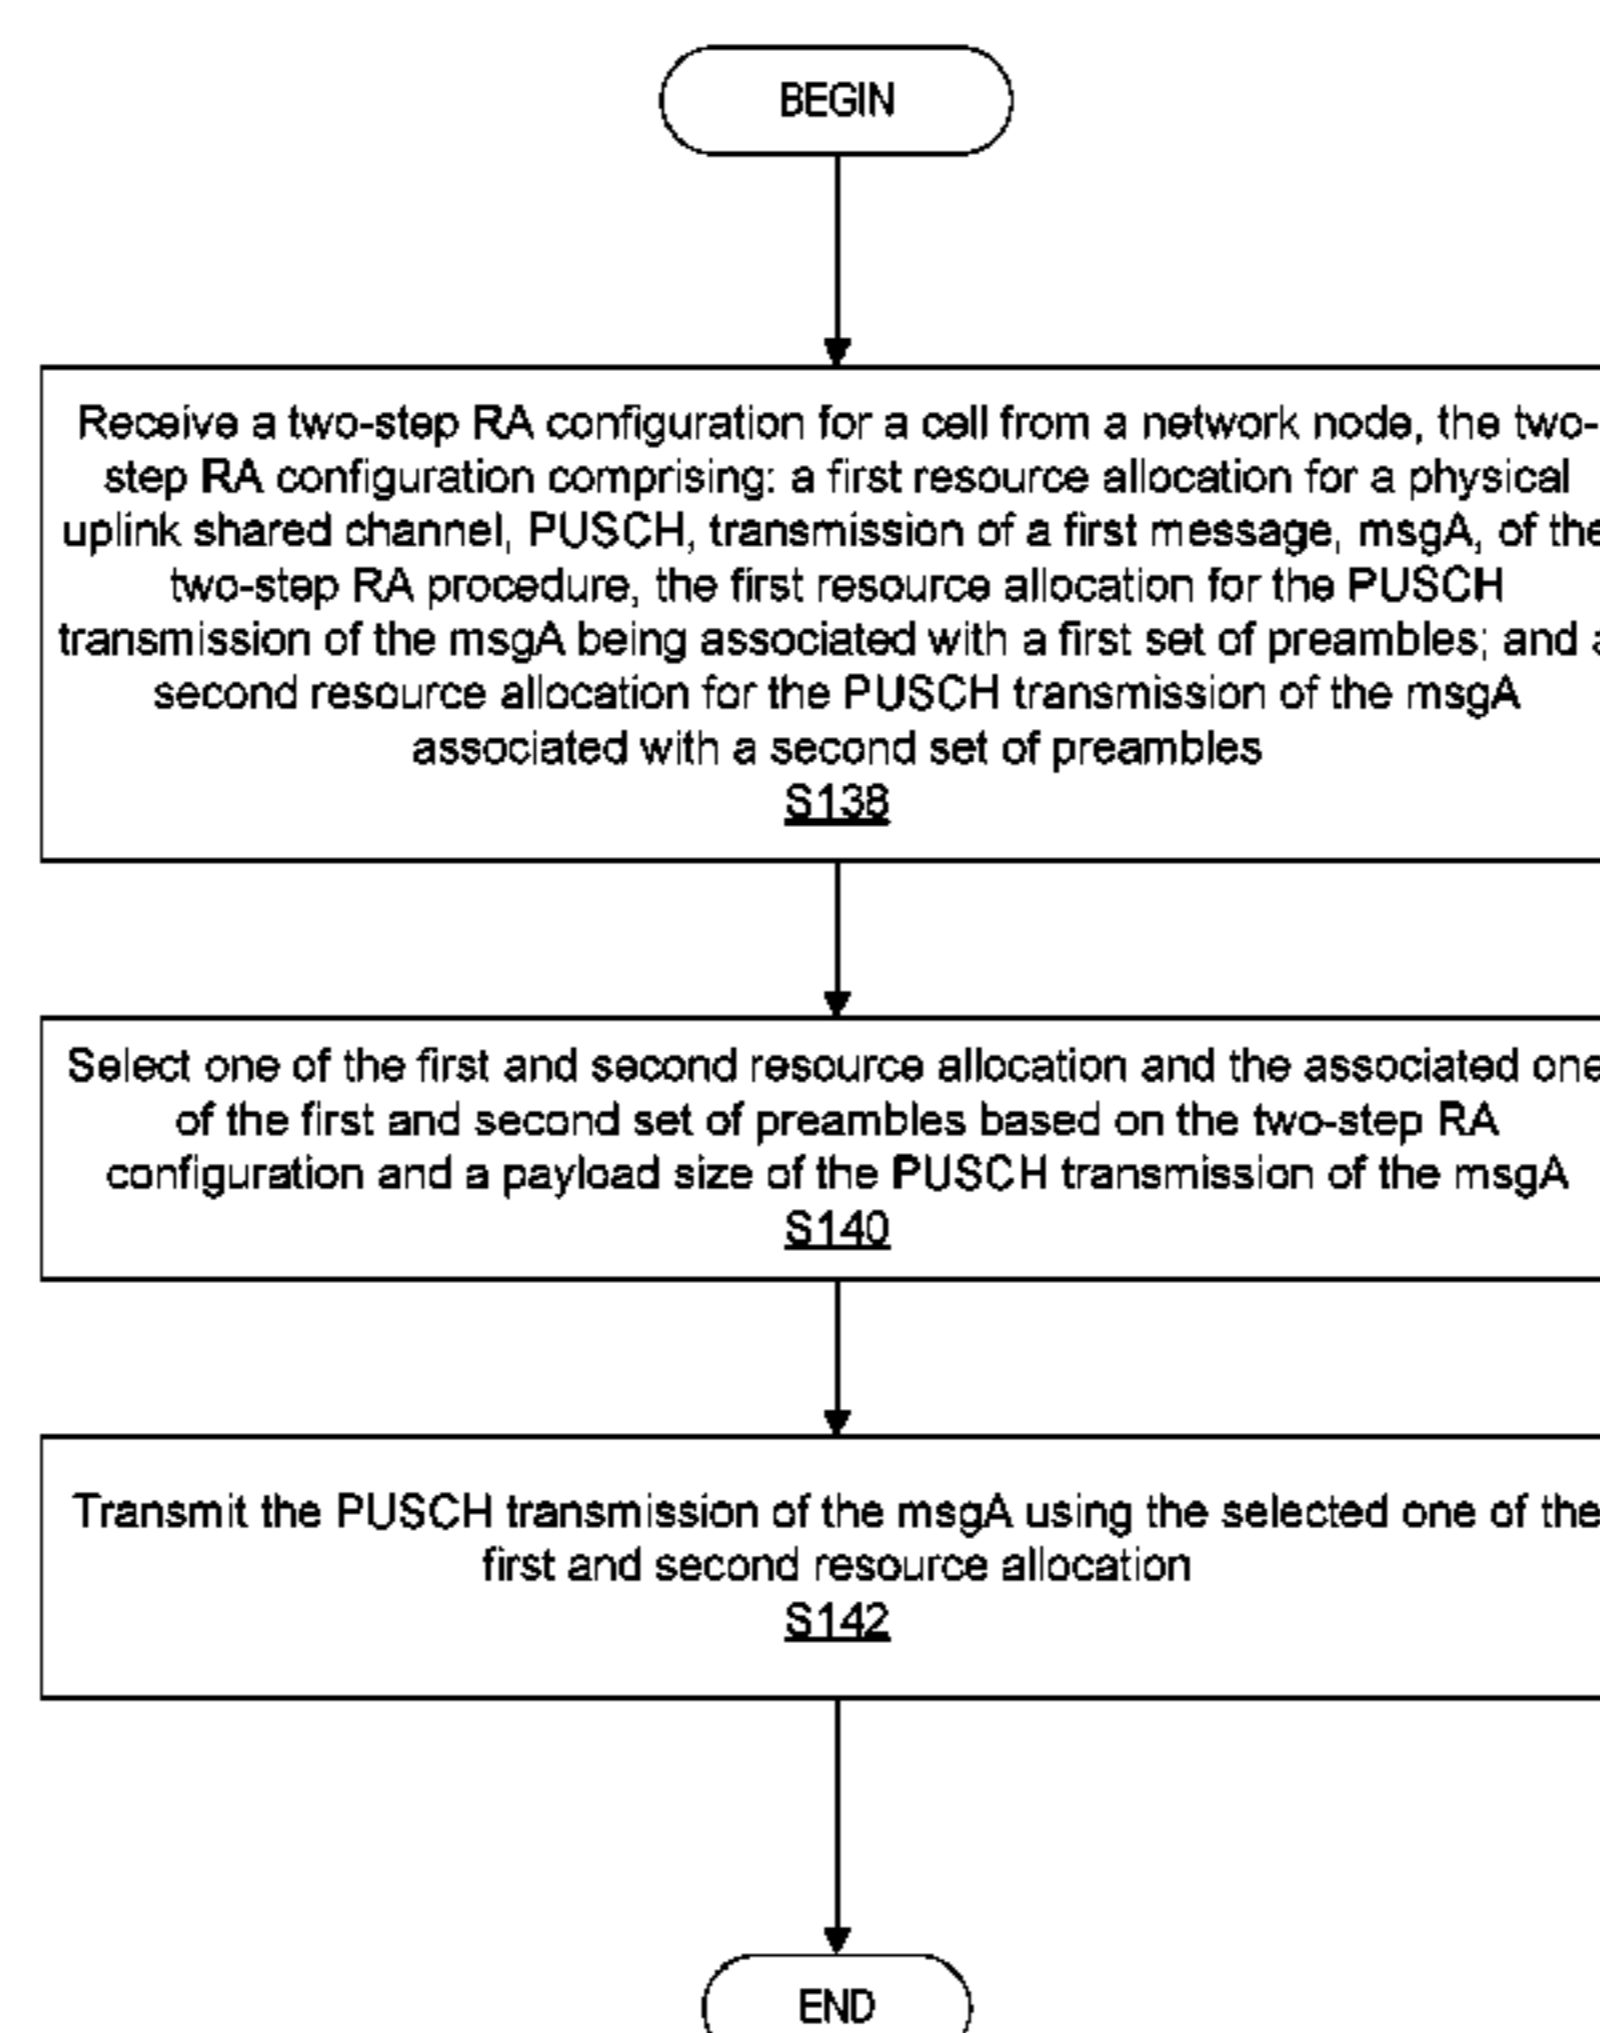 BEGIN
Receive a two-step RA configuration for a cell from a network node, the two-
step RA configuration comprising: a first resource allocation for a physical
uplink shared channel, PUSCH, transmission of a first message, msgA, of the
two-step RA procedure, the first resource allocation for the PUSCH
transmission of the msgA being associated with a first set of preambles; and a
second resource allocation for the PUSCH transmission of the msgA
associated with a second set of preambles
S138
Select one of the first and second resource allocation and the associated one
of the first and second set of preambles based on the two-step RA
configuration and a payload size of the PUSCH transmission of the msgA
S140
Transmit the PUSCH transmission of the msgA using the selected one of the
first and second resource allocation
S142
END